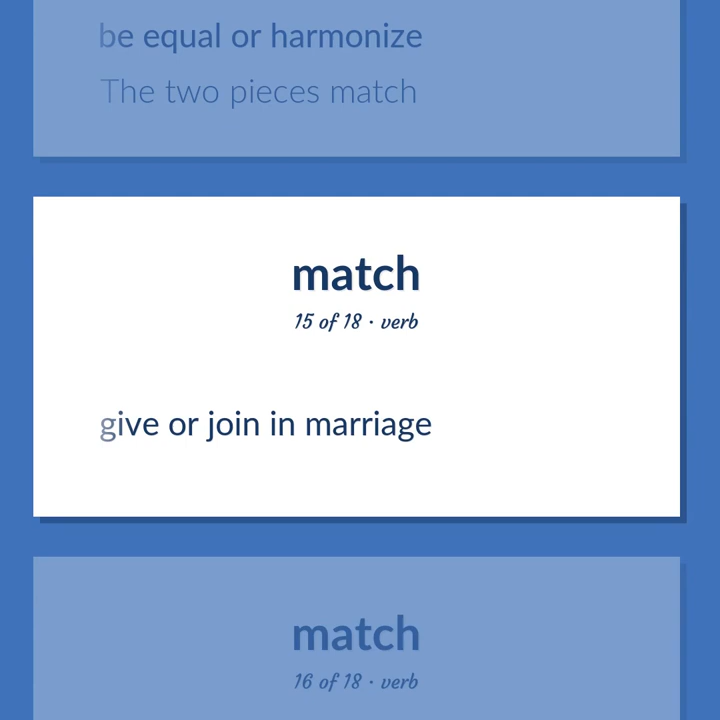 be equal or harmonize
The two pieces match
match
15 of 18 · verb
give or join in marriage
match
16 of 18 · verb